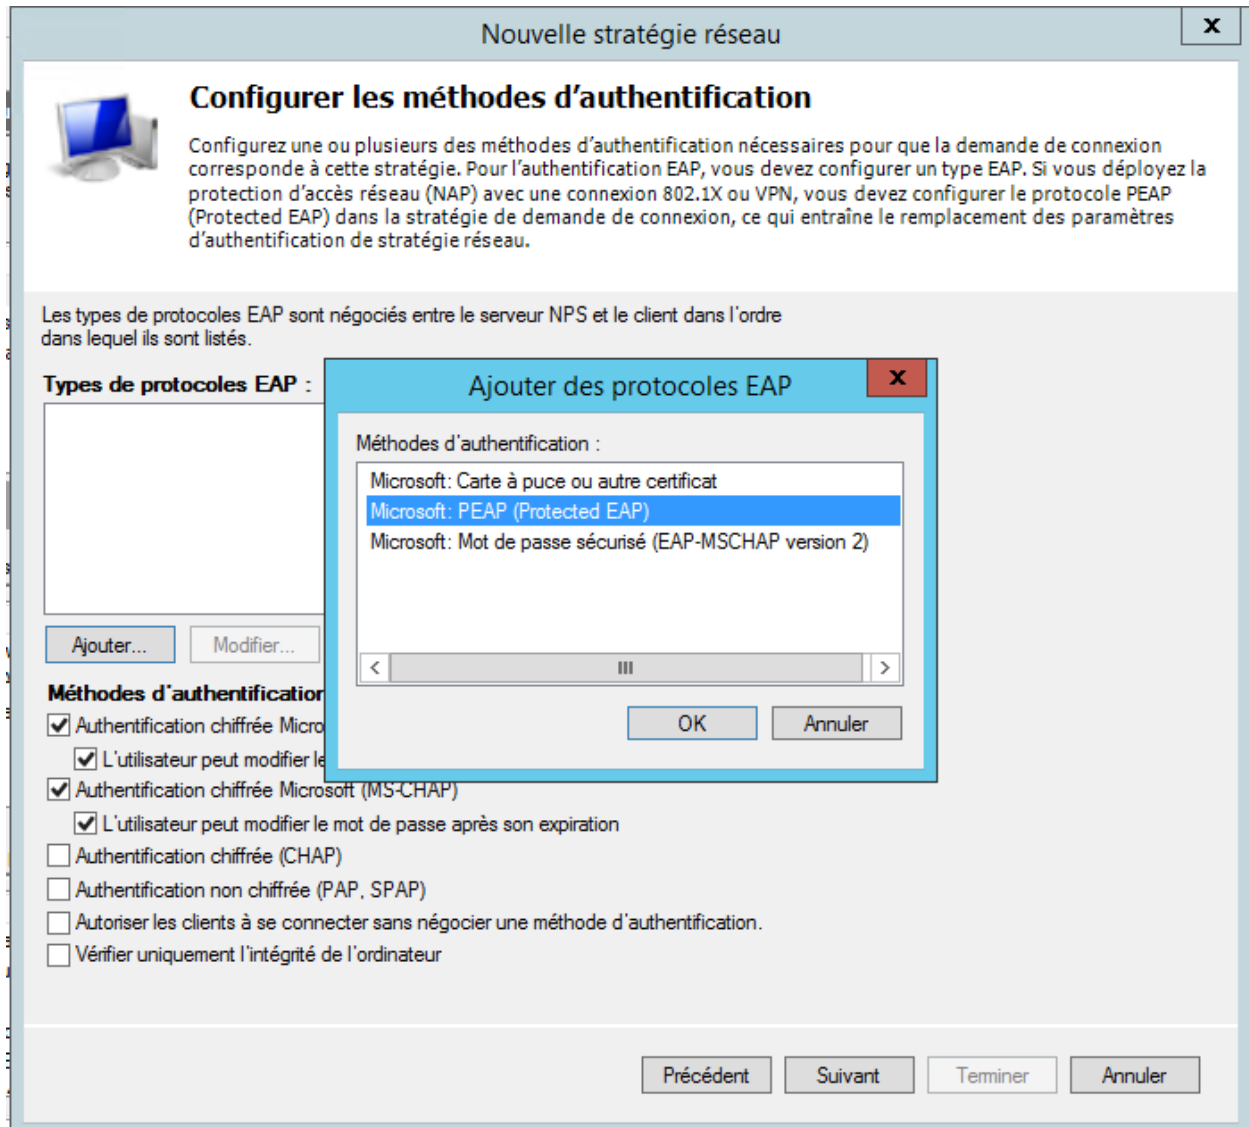 Nouvelle stratégie réseau
x
Configurer les méthodes d'authentification
Configurez une ou plusieurs des méthodes d'authentification nécessaires pour que la demande de connexion
corresponde à cette stratégie. Pour l'authentification EAP, vous devez configurer un type EAP. Si vous déployez la
protection d'accès réseau (NAP) avec une connexion 802.1X ou VPN, vous devez configurer le protocole PEAP
(Protected EAP) dans la stratégie de demande de connexion, ce qui entraîne le remplacement des paramètres
d'authentification de stratégie réseau.
Les types de protocoles EAP sont négociés entre le serveur NPS et le client dans l'ordre
dans lequel ils sont listés.
Types de protocoles EAP :
Ajouter des protocoles EAP
x
Méthodes d'authentification :
Microsoft: Carte à puce ou autre certificat
Microsoft: PEAP (Protected EAP)
Microsoft: Mot de passe sécurisé (EAP-MSCHAP version 2)
OK
Annuler
Ajouter...
Modifier...
Méthodes d'authentification
Authentification chiffrée Micro
L'utilisateur peut modifier le
Authentification chiffrée Microsoft (MS-CHAP)
L'utilisateur peut modifier le mot de passe après son expiration
Authentification chiffrée (CHAP)
Authentification non chiffrée (PAP, SPAP)
Autoriser les clients à se connecter sans négocier une méthode d'authentification.
Vérifier uniquement l'intégrité de l'ordinateur
Précédent
Suivant
Terminer
Annuler